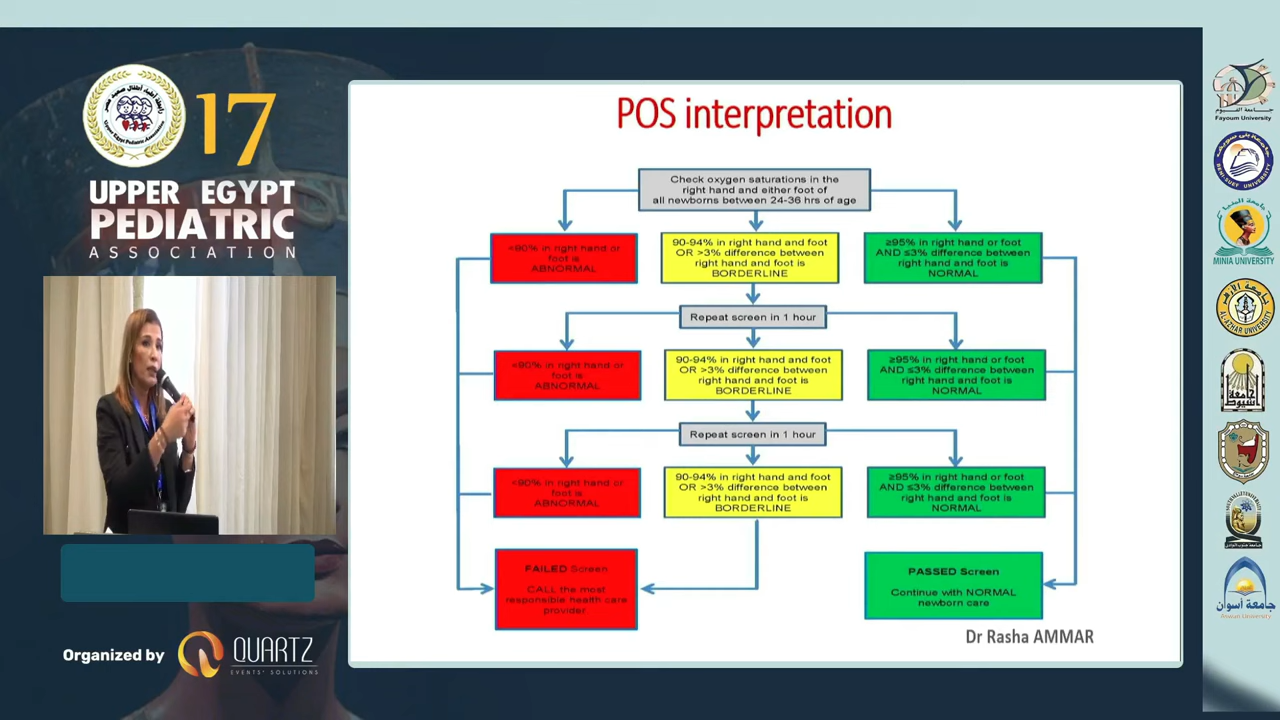 17
UPPER EGYPT
PEDIATRIC
ASSOCIATION
Organized by
QUARTZ
EVENTS' SOLUTIONS
POS interpretation
Check oxygen saturations in the
right hand and either foot of
all newborns between 24-36 hrs of age
<90% in right hand or
foot is
ABNORMAL
90-94% in right hand and foot
OR >3% difference between
right hand and foot is
BORDERLINE
≥95% in right hand or foot
AND ≤3% difference between
right hand and foot is
NORMAL
Repeat screen in 1 hour
<90% in right hand or
foot is
ABNORMAL
90-94% in right hand and foot
OR >3% difference between
right hand and foot is
BORDERLINE
≥95% in right hand or foot
AND ≤3% difference between
right hand and foot is
NORMAL
Repeat screen in 1 hour
<90% in right hand or
foot is
ABNORMAL
90-94% in right hand and foot
OR >3% difference between
right hand and foot is
BORDERLINE
≥95% in right hand or foot
AND ≤3% difference between
right hand and foot is
NORMAL
FAILED Screen
CALL the most
responsible health care
provider
PASSED Screen
Continue with NORMAL
newborn care
Dr Rasha AMMAR
جامعة الفيوم
Fayoum University
BENI-SUEF UNIVERSITY
MINIA UNIVERSITY
جامعة أسوان
Aswan University